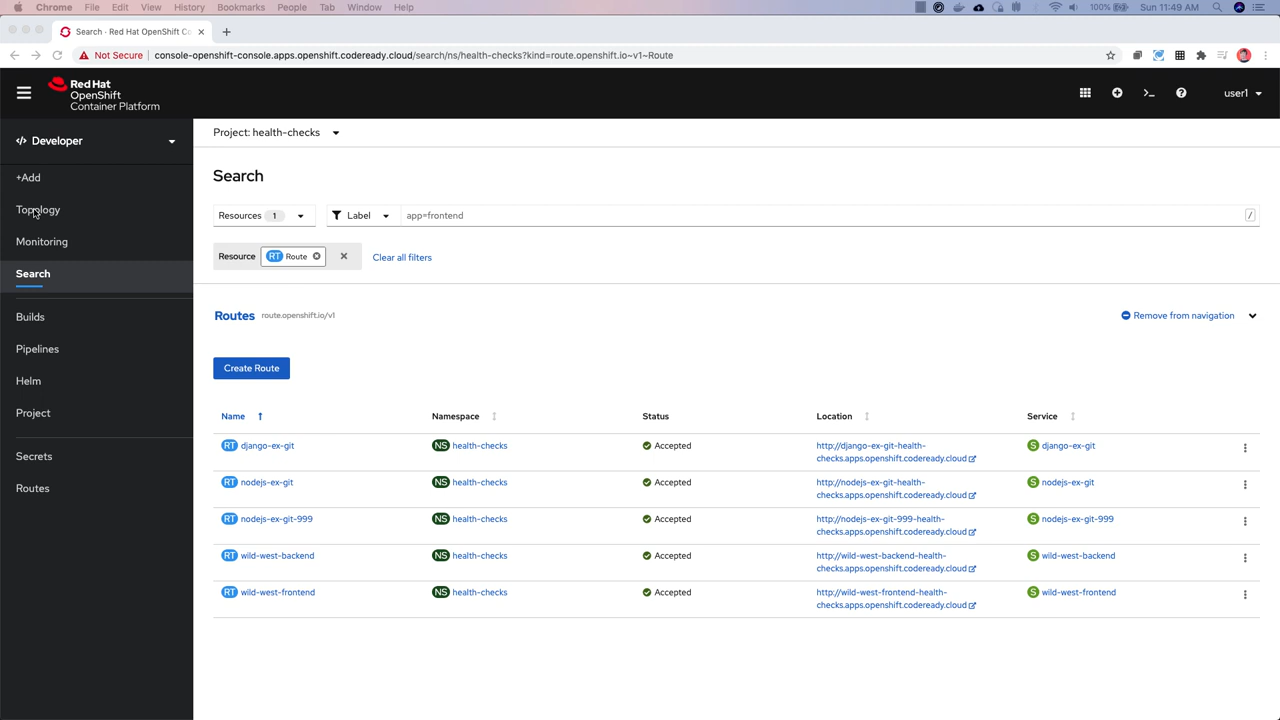 Chrome File Edit View History Bookmarks People Tab Window Help 100% Sun 11:49 AM
Search · Red Hat OpenShift Co
Not Secure console-openshift-console.apps.openshift.codeready.cloud/search/ns/health-checks?kind=route.openshift.io~v1~Route
Red Hat
OpenShift
Container Platform
user1
Developer
+Add
Topology
Monitoring
Search
Builds
Pipelines
Helm
Project
Secrets
Routes
Project: health-checks
Search
Resources 1 Label app=frontend /
Resource RT Route Clear all filters
Routes route.openshift.io/v1 Remove from navigation
Create Route
Name Namespace Status Location Service
RT django-ex-git NS health-checks Accepted http://django-ex-git-health-
checks.apps.openshift.codeready.cloud S django-ex-git
RT nodejs-ex-git NS health-checks Accepted http://nodejs-ex-git-health-
checks.apps.openshift.codeready.cloud S nodejs-ex-git
RT nodejs-ex-git-999 NS health-checks Accepted http://nodejs-ex-git-999-health-
checks.apps.openshift.codeready.cloud S nodejs-ex-git-999
RT wild-west-backend NS health-checks Accepted http://wild-west-backend-health-
checks.apps.openshift.codeready.cloud S wild-west-backend
RT wild-west-frontend NS health-checks Accepted http://wild-west-frontend-health-
checks.apps.openshift.codeready.cloud S wild-west-frontend